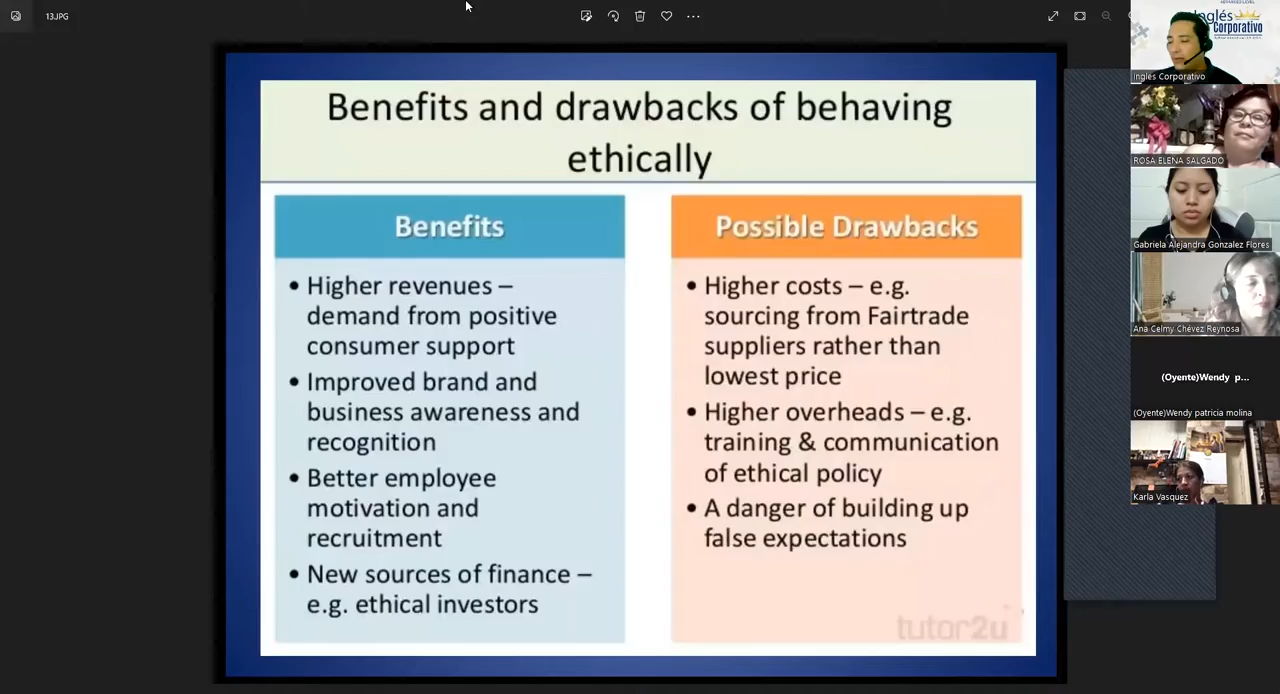 13.JPG
Benefits and drawbacks of behaving
ethically
Benefits
• Higher revenues –
demand from positive
consumer support
• Improved brand and
business awareness and
recognition
• Better employee
motivation and
recruitment
• New sources of finance –
e.g. ethical investors
Possible Drawbacks
• Higher costs – e.g.
sourcing from Fairtrade
suppliers rather than
lowest price
• Higher overheads – e.g.
training & communication
of ethical policy
• A danger of building up
false expectations
tutor2u
Inglés
Corporativo
Inglés Corporativo
ROSA ELENA SALGADO
Gabriela Alejandra Gonzalez Flores
Ana Celmy Chévez Reynosa
(Oyente)Wendy p...
(Oyente)Wendy patricia molina
Karla Vasquez